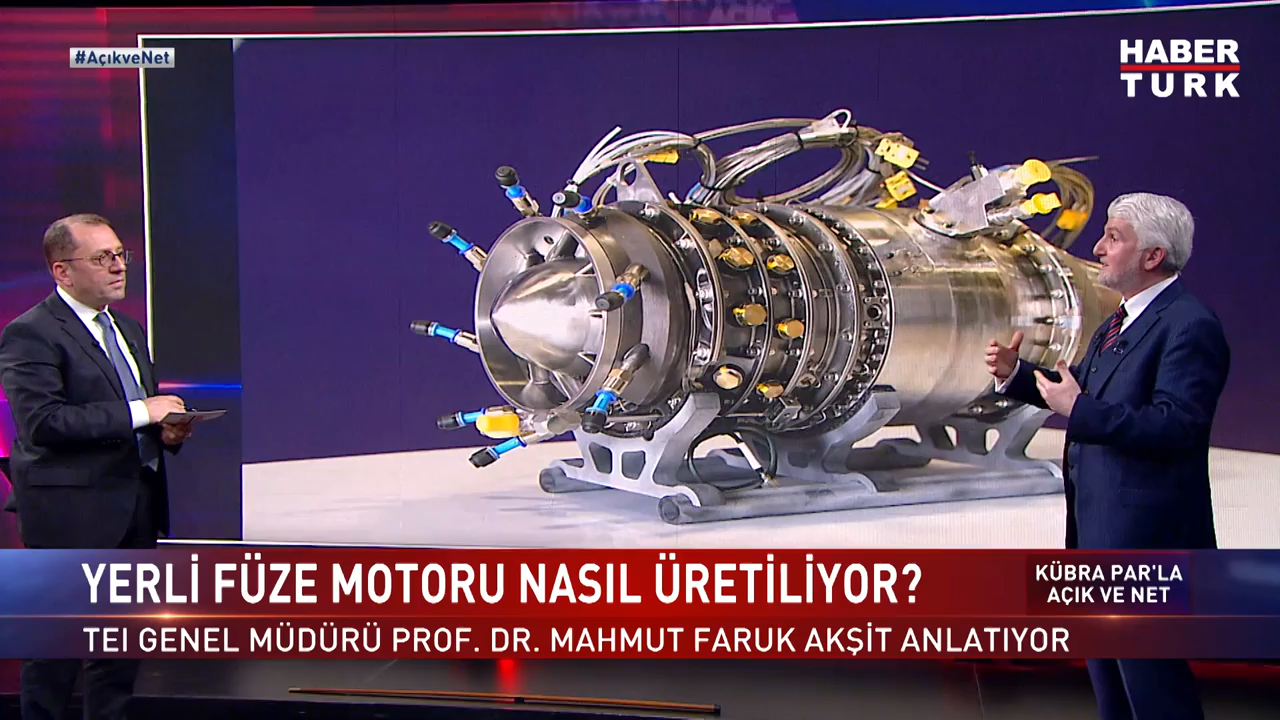 #AçıkveNet
HABER
TURK
YERLİ FÜZE MOTORU NASIL ÜRETİLİYOR?
KÜBRA PAR'LA
AÇIK VE NET
TEI GENEL MÜDÜRÜ PROF. DR. MAHMUT FARUK AKŞİT ANLATIYOR